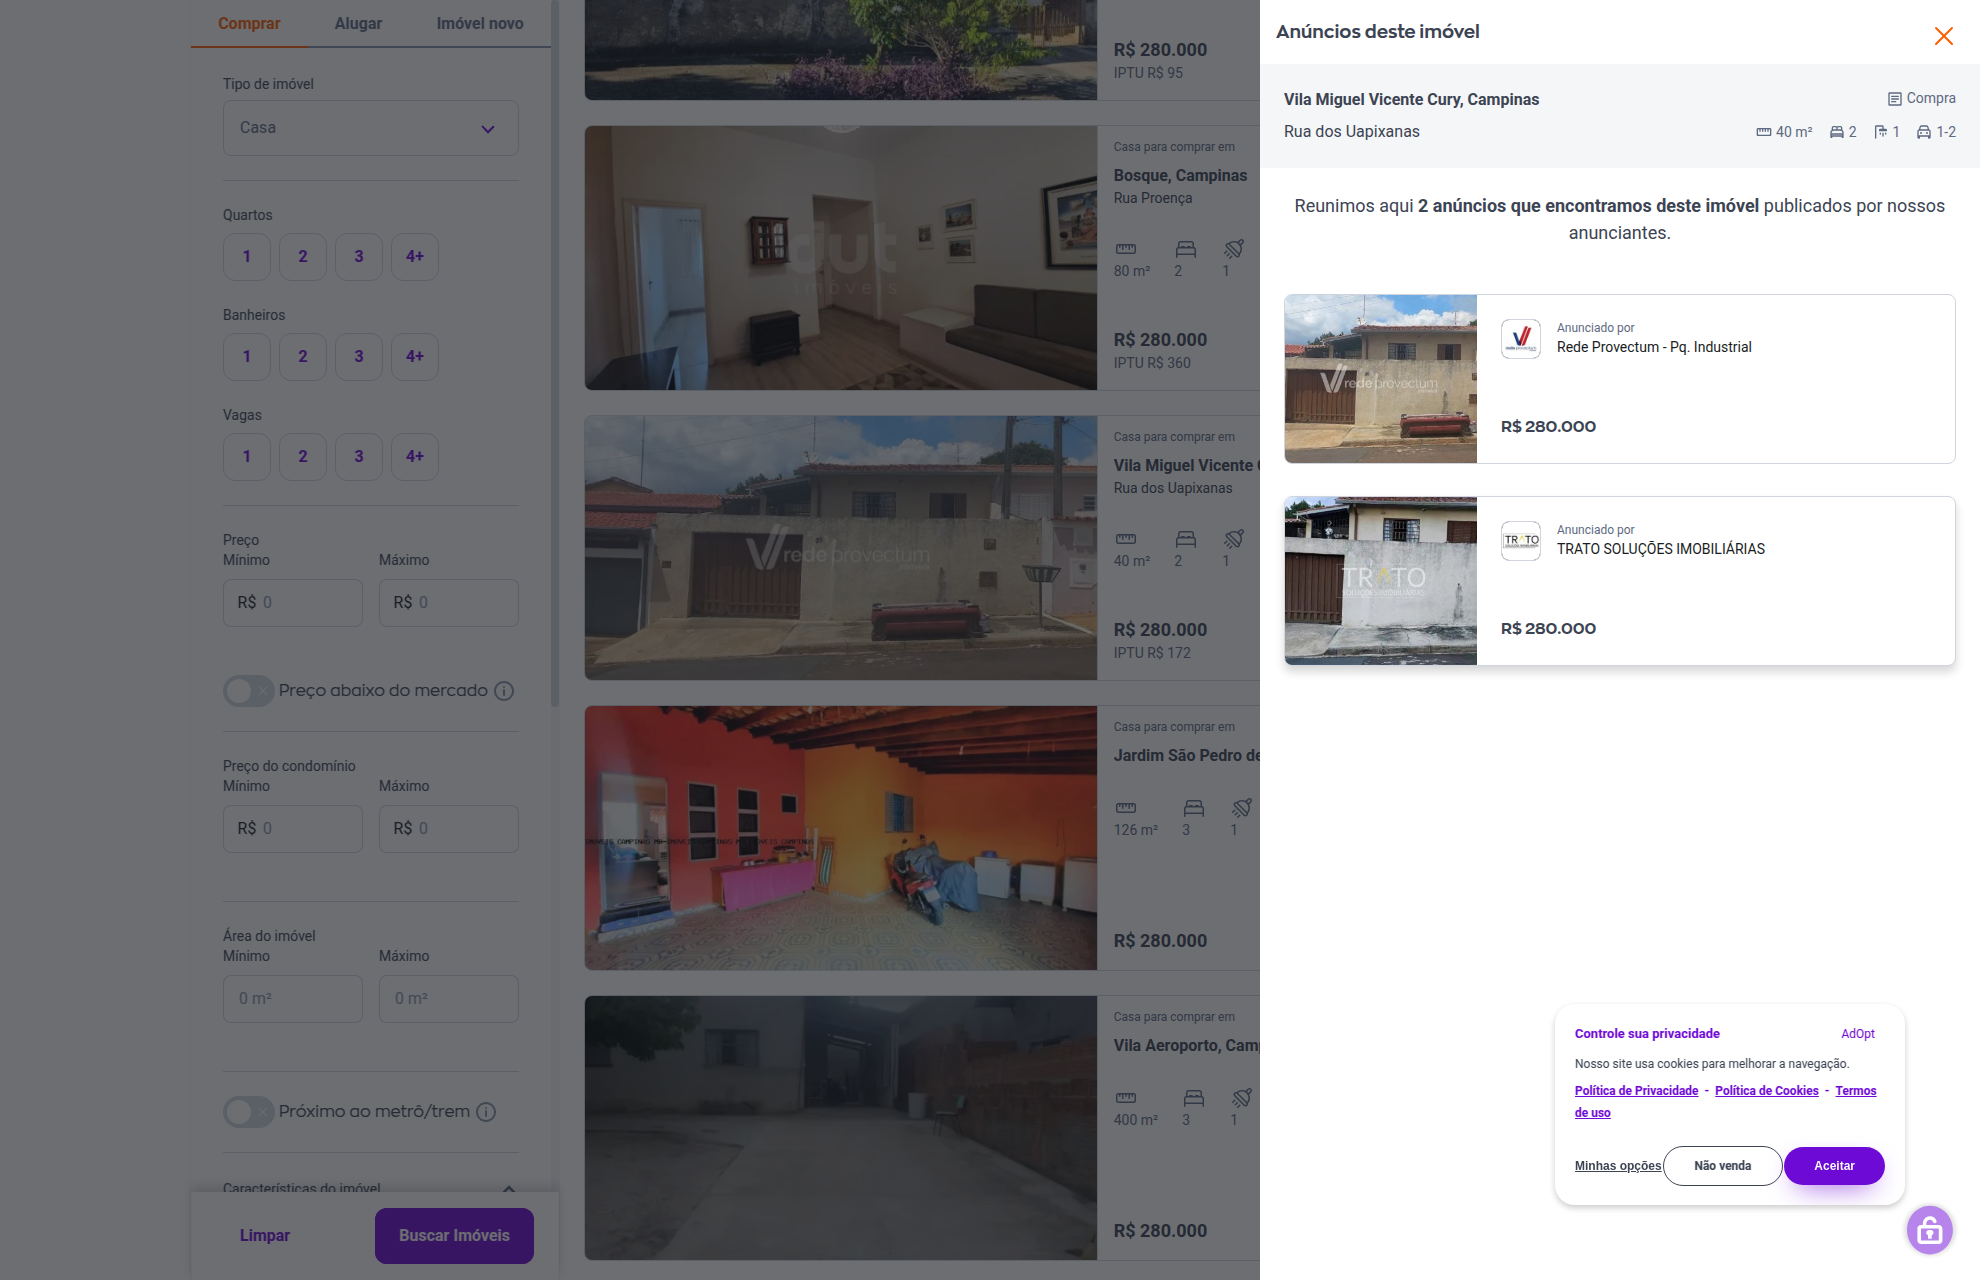 Comprar
Alugar
Imóvel novo
Tipo de imóvel
Casa
Quartos
1
2
3
4+
Banheiros
1
2
3
4+
Vagas
1
2
3
4+
Preço
Mínimo
Máximo
R$ 0
R$ 0
Preço abaixo do mercado
Preço do condomínio
Mínimo
Máximo
R$ 0
R$ 0
Área do imóvel
Mínimo
Máximo
0 m²
0 m²
Próximo ao metrô/trem
Características do imóvel
Limpar
Buscar Imóveis
R$ 280.000
IPTU R$ 95
dut
imóveis
Casa para comprar em
Bosque, Campinas
Rua Proença
80 m²
2
1
R$ 280.000
IPTU R$ 360
rede provectum
Casa para comprar em
Vila Miguel Vicente
Rua dos Uapixanas
40 m²
2
1
R$ 280.000
IPTU R$ 172
Casa para comprar em
Jardim São Pedro de
126 m²
3
1
R$ 280.000
Casa para comprar em
Vila Aeroporto, Cam
400 m²
3
1
R$ 280.000
Anúncios deste imóvel
Vila Miguel Vicente Cury, Campinas
Compra
Rua dos Uapixanas
40 m²
2
1
1-2
Reunimos aqui 2 anúncios que encontramos deste imóvel publicados por nossos
anunciantes.
rede provectum
Anunciado por
Rede Provectum - Pq. Industrial
R$ 280.000
TRATO
SOLUÇÕES IMOBILIÁRIAS
TRATO
Anunciado por
TRATO SOLUÇÕES IMOBILIÁRIAS
R$ 280.000
Controle sua privacidade
AdOpt
Nosso site usa cookies para melhorar a navegação.
Política de Privacidade - Política de Cookies - Termos
de uso
Minhas opções
Não venda
Aceitar